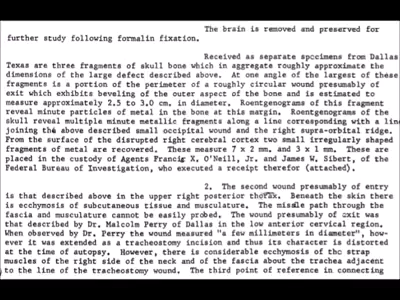 The brain is removed and preserved for
further study following formalin fixation.
Received as separate specimens from Dallas,
Texas are three fragments of skull bone which in aggregate roughly approximate the
dimensions of the large defect described above. At one angle of the largest of these
fragments is a portion of the perimeter of a roughly circular wound presumably of
exit which exhibits beveling of the outer aspect of the bone and is estimated to
measure approximately 2.5 to 3.0 cm. in diameter. Roentgenograms of this fragment
reveal minute particles of metal in the bone at this margin. Roentgenograms of the
skull reveal multiple minute metallic fragments along a line corresponding with a line
joining the above described small occipital wound and the right supra-orbital ridge.
From the surface of the disrupted right cerebral cortex two small irregularly shaped
fragments of metal are recovered. These measure 7 x 2 mm. and 3 x 1 mm. These are
placed in the custody of Agents Francis X. O'Neill, Jr. and James W. Sibert, of the
Federal Bureau of Investigation, who executed a receipt therefor (attached).
2. The second wound presumably of entry
is that described above in the upper right posterior thorax. Beneath the skin there
is ecchymosis of subcutaneous tissue and musculature. The missle path through the
fascia and musculature cannot be easily probed. The wound presumably of exit was
that described by Dr. Malcolm Perry of Dallas in the low anterior cervical region.
When observed by Dr. Perry the wound measured "a few millimeters in diameter", how-
ever it was extended as a tracheostomy incision and thus its character is distorted
at the time of autopsy. However, there is considerable ecchymosis of the strap
muscles of the right side of the neck and of the fascia about the trachea adjacent
to the line of the tracheostomy wound. The third point of reference in connecting